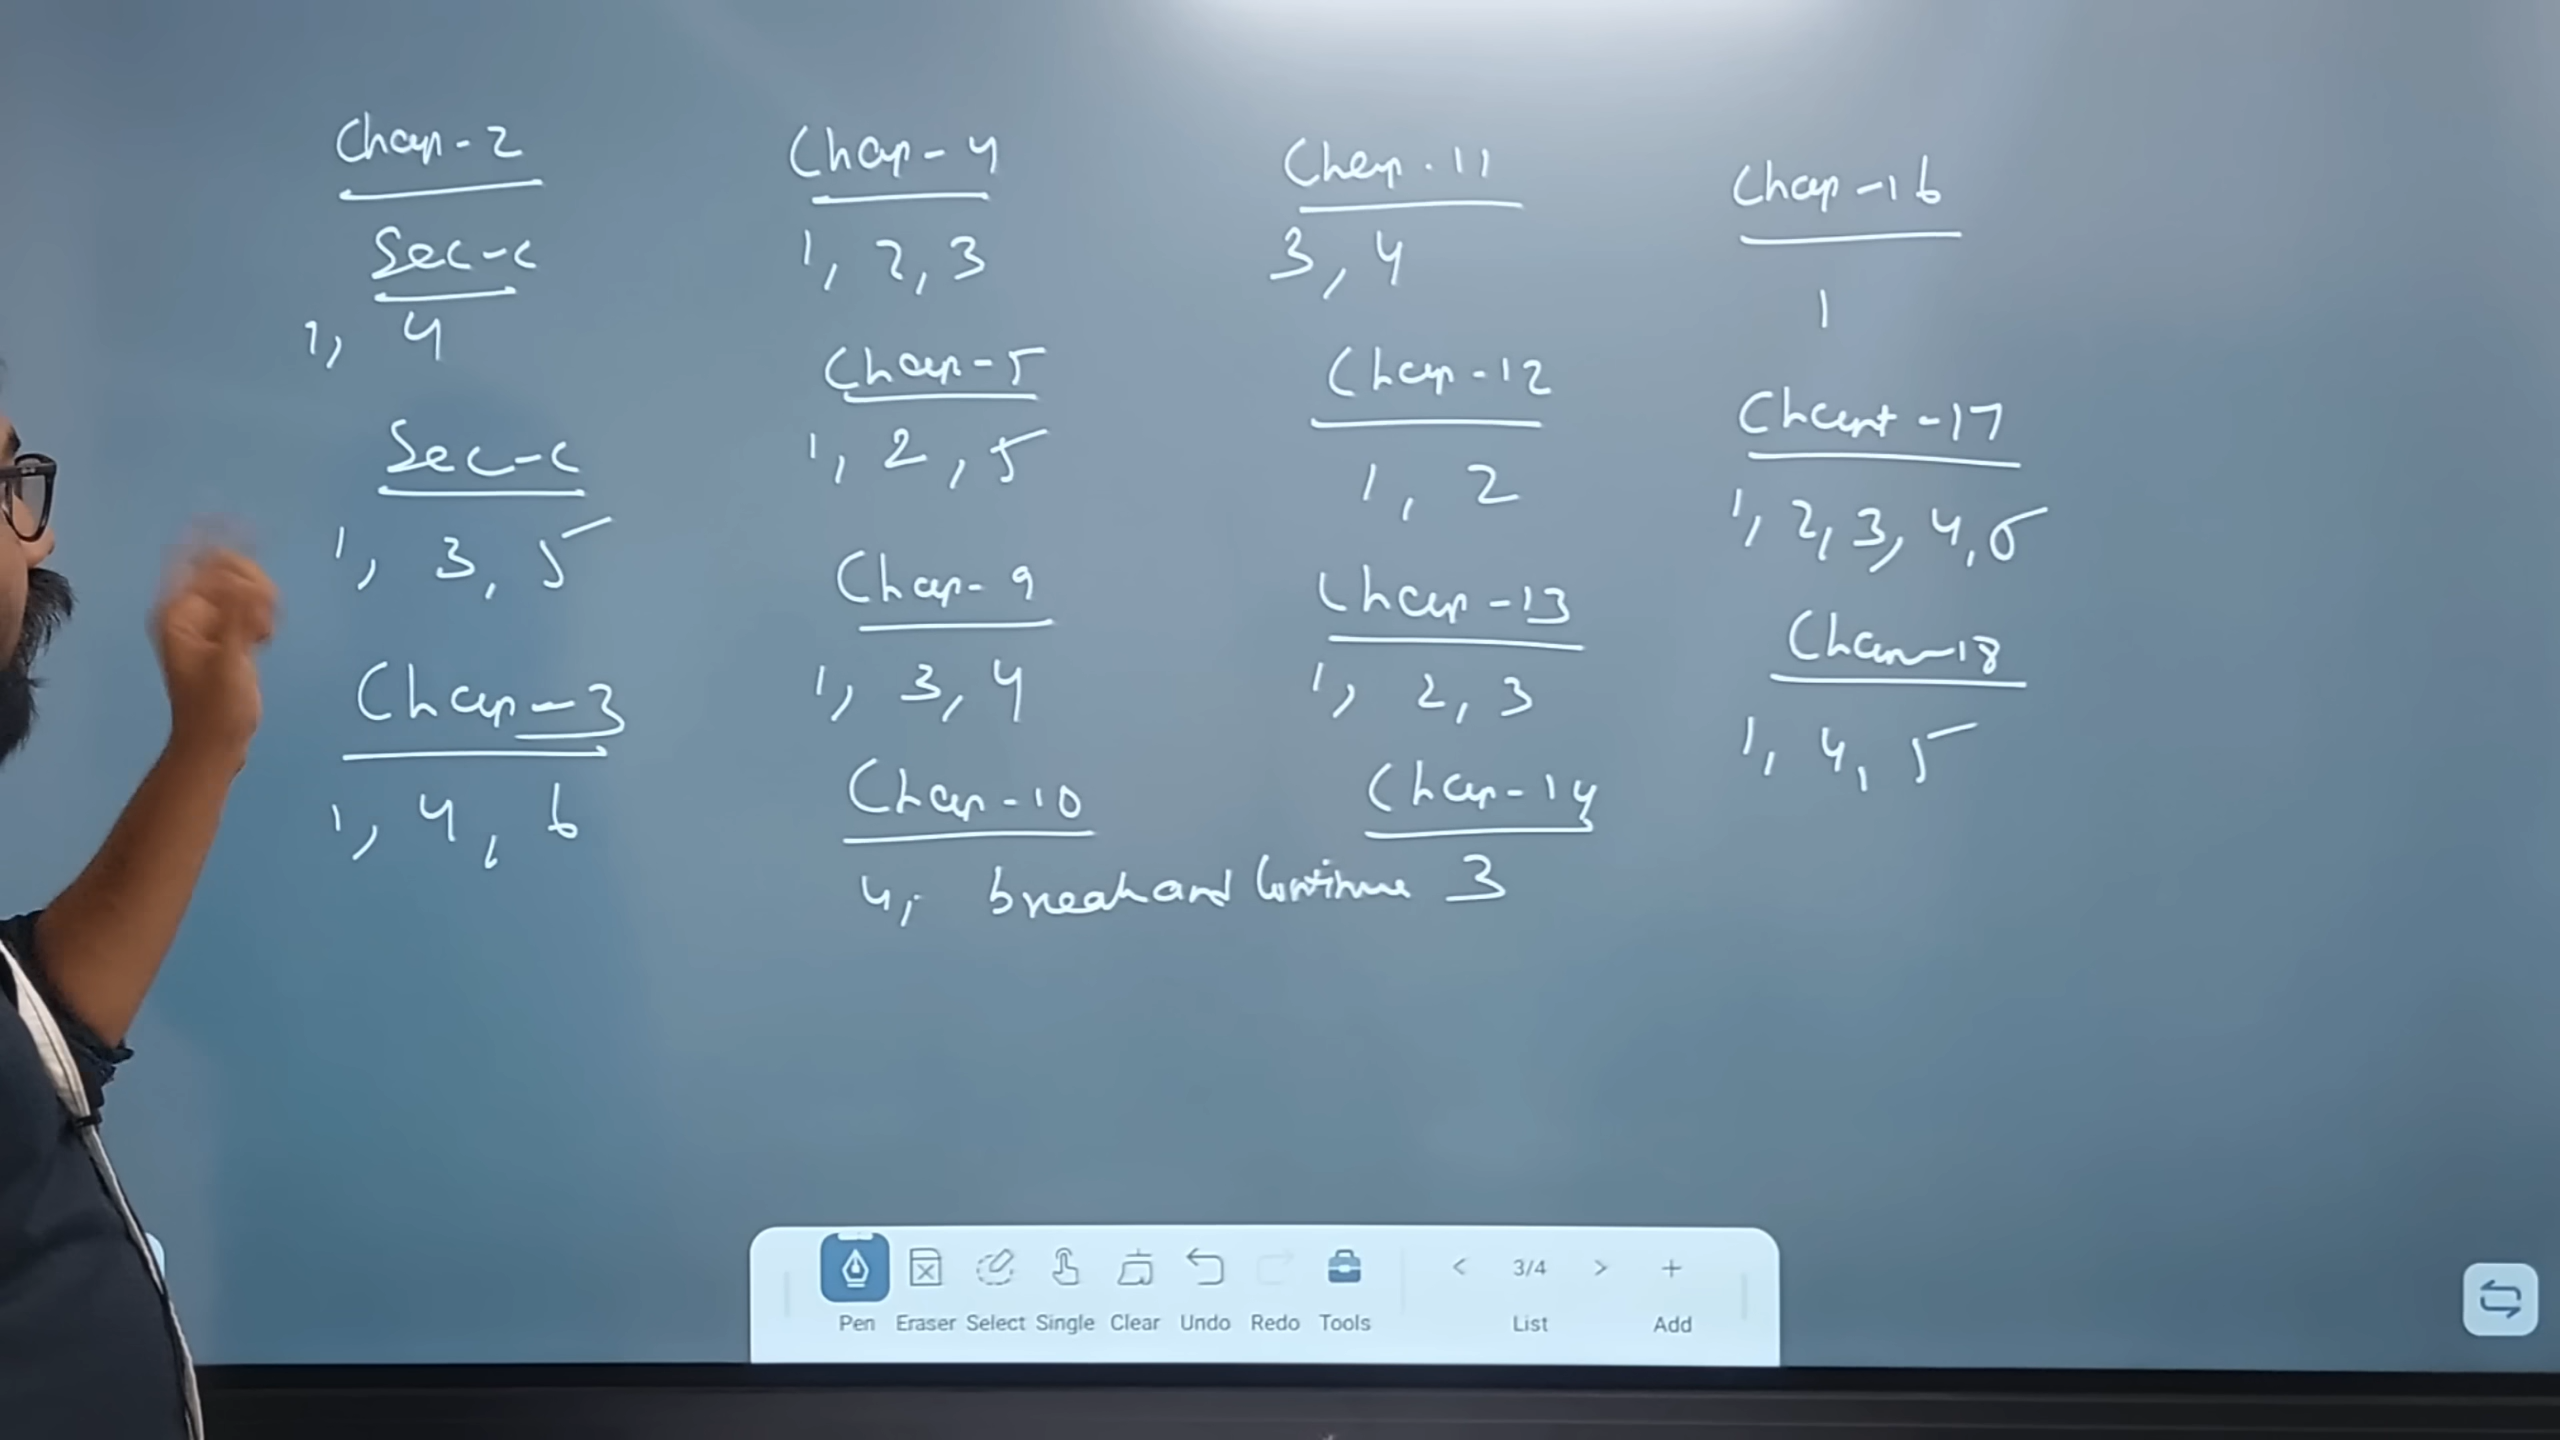 Chap-2
Sec-c
1, 4
Sec-c
1, 3, 5
Chap-3
1, 4, 6
Chap-4
1, 2, 3
Chap-5
1, 2, 5
Chap-9
1, 3, 4
Chap-10
4, break and Continue
Chap-11
3, 4
Chap-12
1, 2
Chap-13
1, 2, 3
Chap-14
3
Chap-16
1
Chapt-17
1, 2, 3, 4, 5
Chap-18
1, 4, 5
Pen Eraser Select Single Clear Undo Redo Tools
< 3/4 > +
List Add